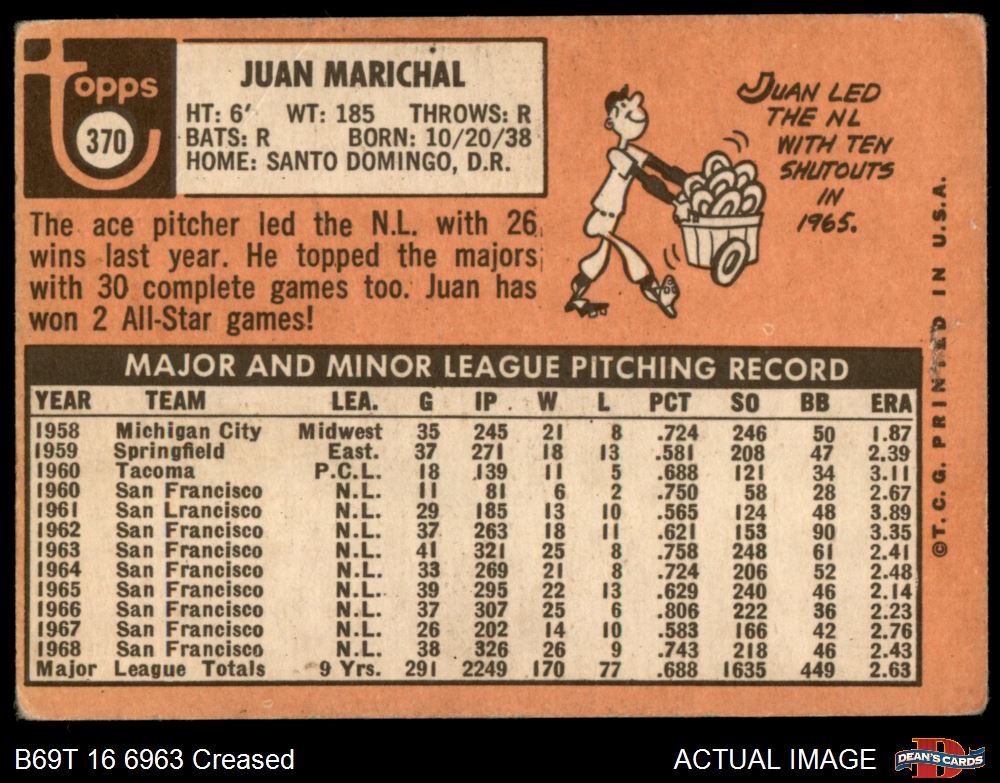 Topps
370
JUAN MARICHAL
HT: 6' WT: 185 THROWS: R
BATS: R BORN: 10/20/38
HOME: SANTO DOMINGO, D.R.
JUAN LED
THE NL
WITH TEN
SHUTOUTS
IN
1965.
The ace pitcher led the N.L. with 26
wins last year. He topped the majors
with 30 complete games too. Juan has
won 2 All-Star games!
MAJOR AND MINOR LEAGUE PITCHING RECORD
YEAR TEAM LEA. G IP. W L PCT SO BB ERA
1958 Michigan City Midwest 35 245 21 8 .724 246 50 1.87
1959 Springfield East. 37 271 18 13 .581 208 47 2.39
1960 Tacoma P.C.L. 18 139 11 5 .688 121 34 3.11
1960 San Francisco N.L. 11 81 6 2 .750 58 28 2.67
1961 San Lrancisco N.L. 29 185 13 10 .565 124 48 3.89
1962 San Francisco N.L. 37 263 18 11 .621 153 90 3.35
1963 San Francisco N.L. 41 321 25 8 .758 248 61 2.41
1964 San Francisco N.L. 33 269 21 8 .724 206 52 2.48
1965 San Francisco N.L. 39 295 22 13 .629 240 46 2.14
1966 San Francisco N.L. 37 307 25 6 .806 222 36 2.23
1967 San Francisco N.L. 26 202 14 10 .583 166 42 2.76
1968 San Francisco N.L. 38 326 26 9 .743 218 46 2.43
Major League Totals 9 Yrs. 291 2249 170 77 .688 1635 449 2.63
©T.C.G. PRINTED IN U.S.A.
B69T 16 6963 Creased
ACTUAL IMAGE
DEAN'S CARDS